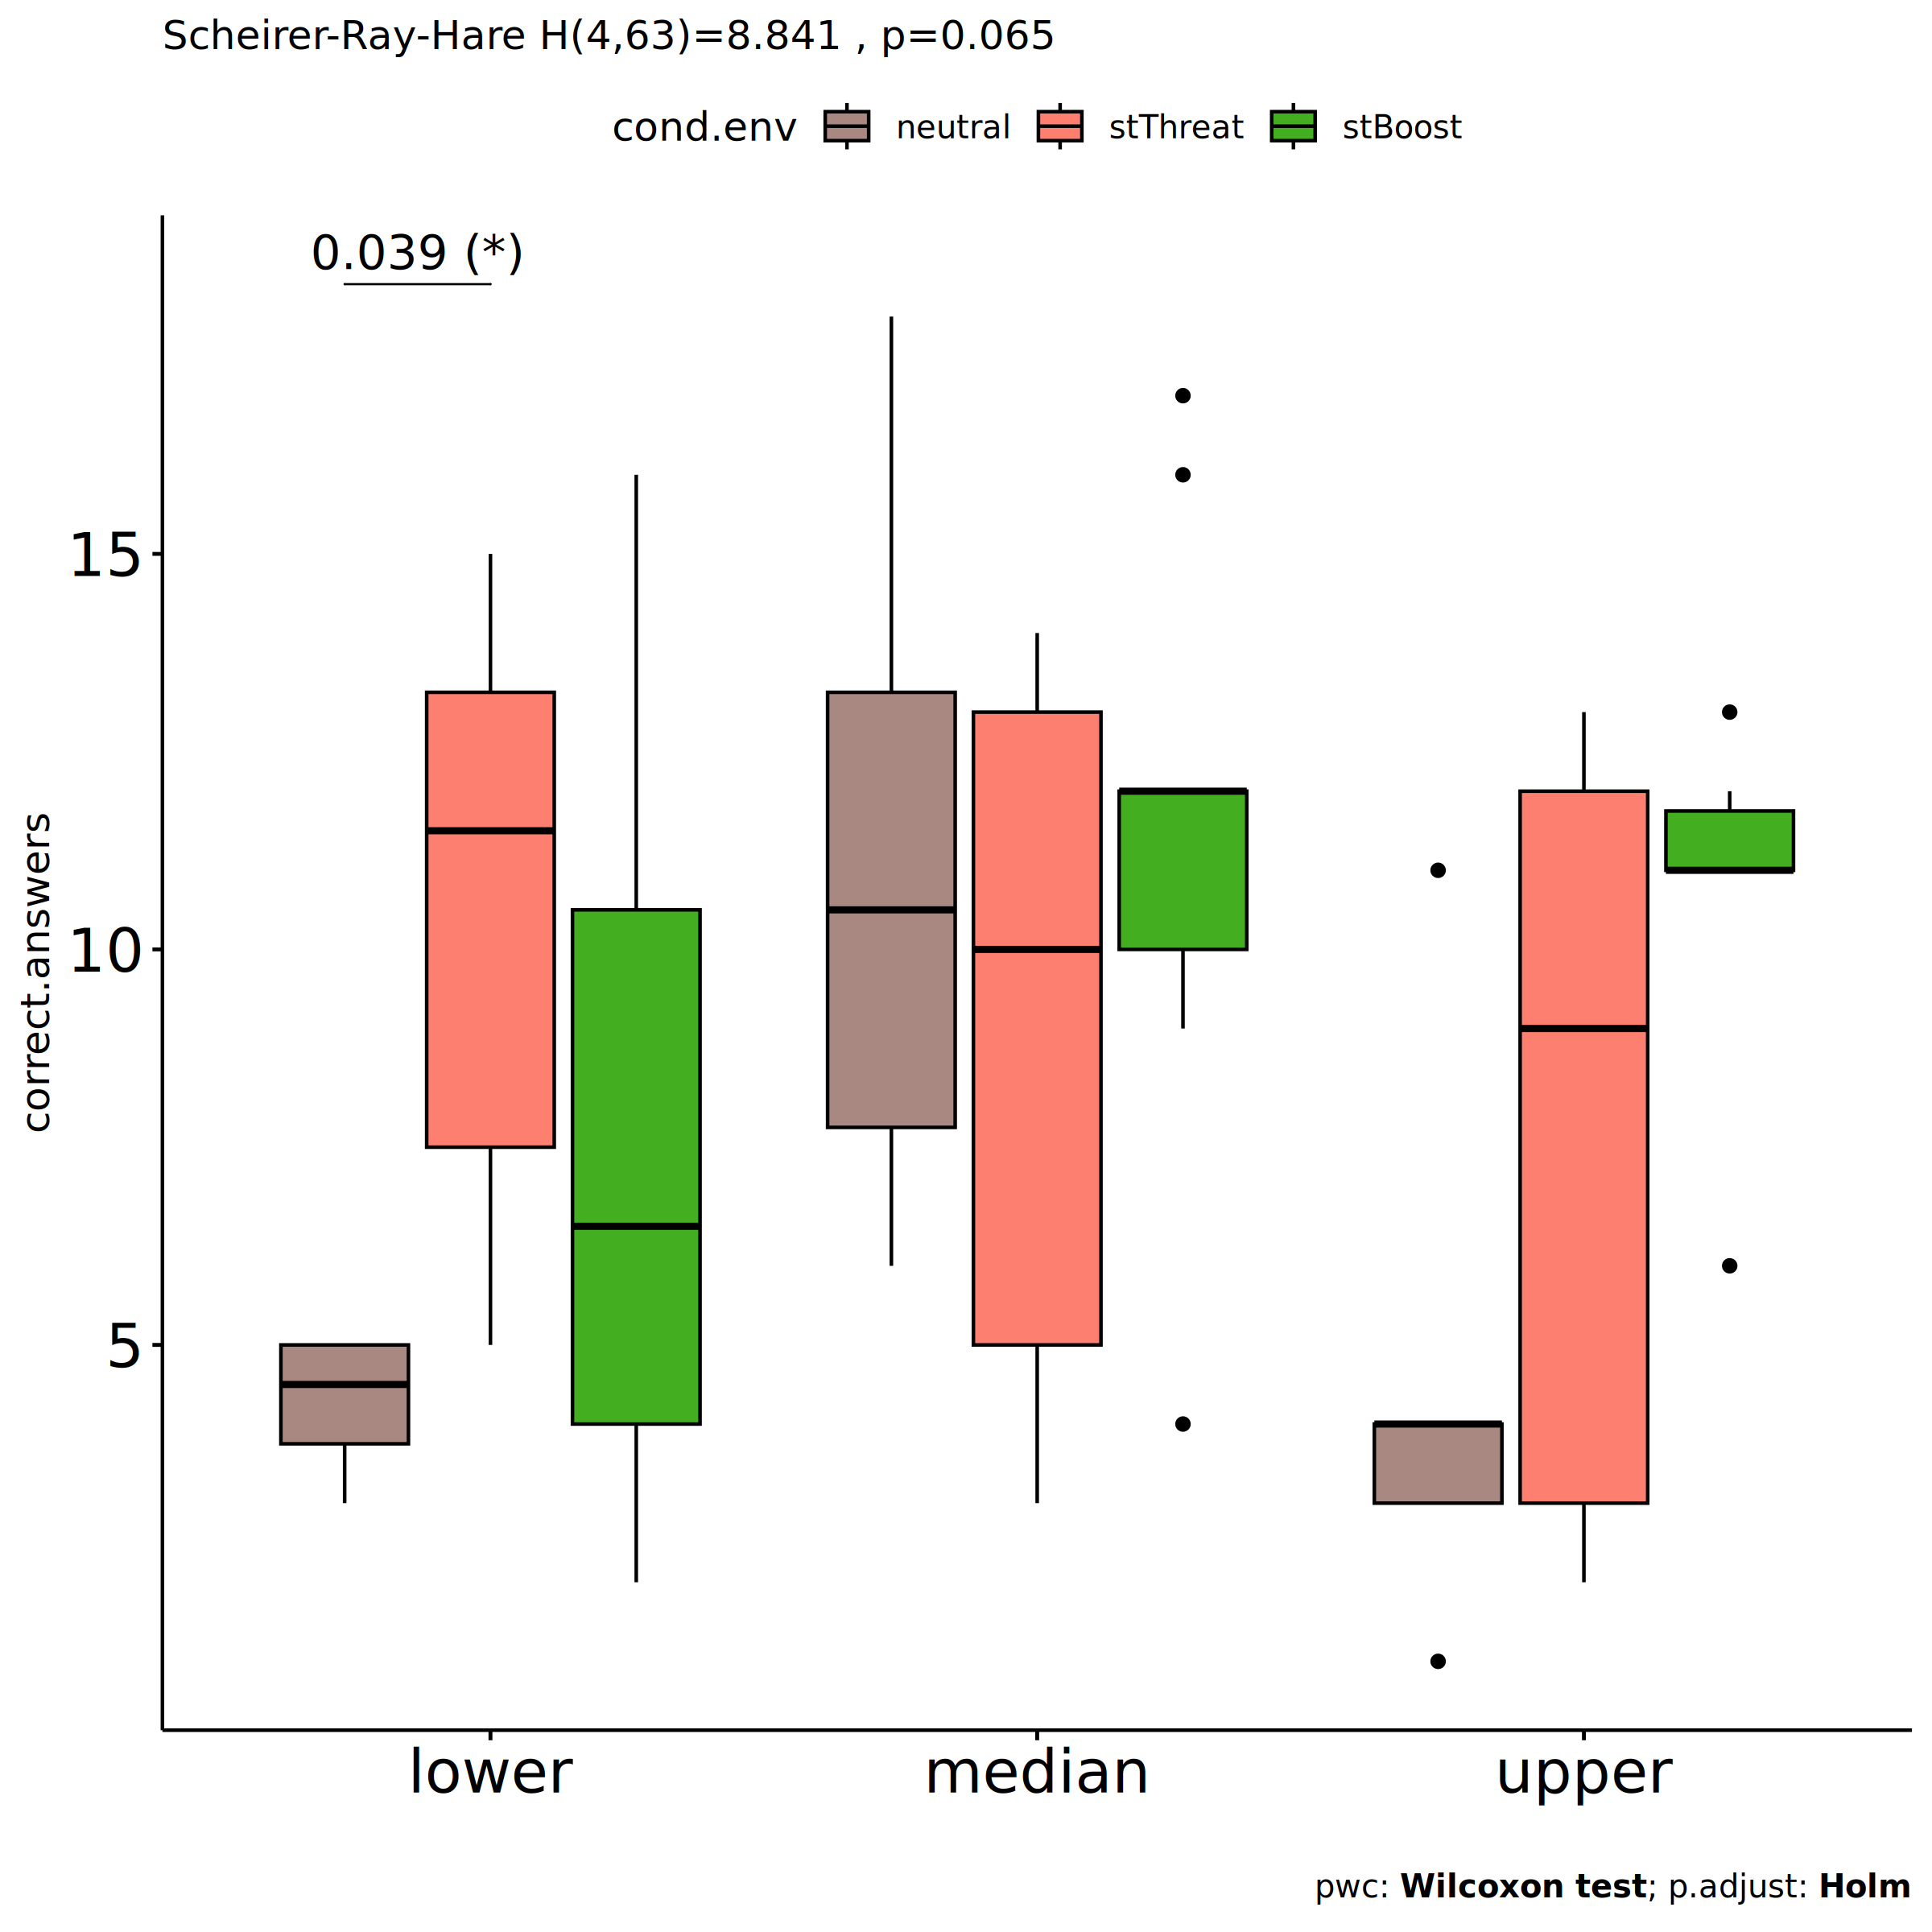 Scheirer-Ray-Hare H(4,63)=8.841 , p=0.065
cond.env neutral stThreat stBoost
0.039 (*)
15
10
5
correct.answers
lower median upper
pwc: Wilcoxon test; p.adjust: Holm